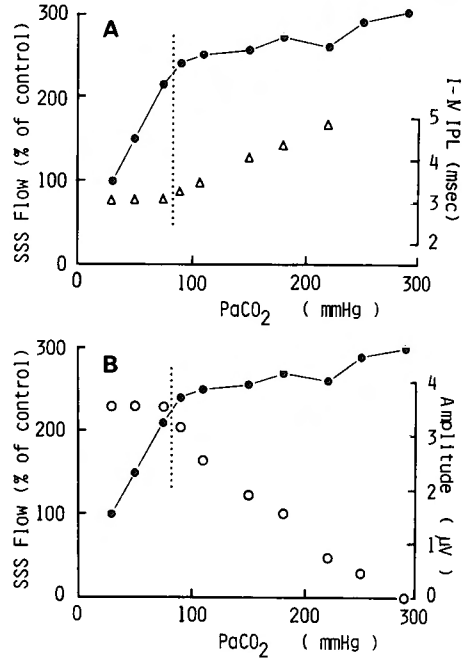 A
300
200
100
0
SSS Flow (% of control)
5
4
3
2
I-IV IPL (msec)
0 100 200 300
PaCO2 ( mmHg )
B
300
200
100
0
SSS Flow (% of control)
4
3
2
1
0
Amplitude ( μV )
0 100 200 300
PaCO2 ( mmHg )